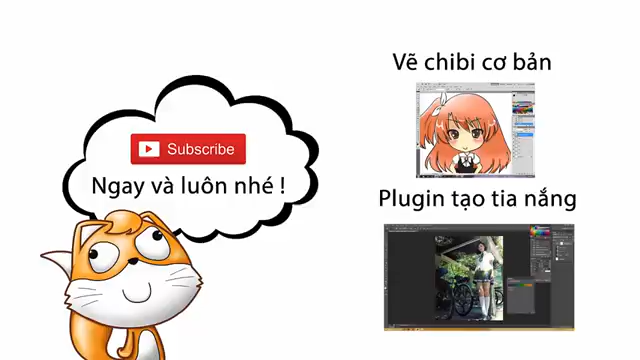 Subscribe
Ngay và luôn nhé !
Vẽ chibi cơ bản
Plugin tạo tia nắng